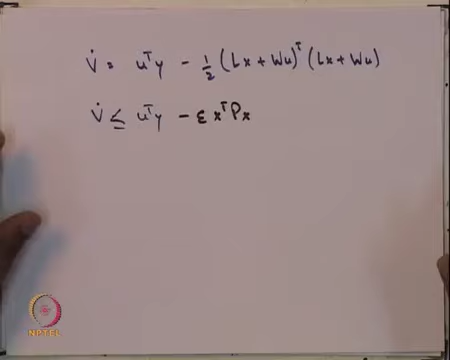 V̇ = uᵀy - 1/2 (Lx + Wu)ᵀ (Lx + Wu)
V̇ ≤ uᵀy - ε xᵀPx
NPTEL